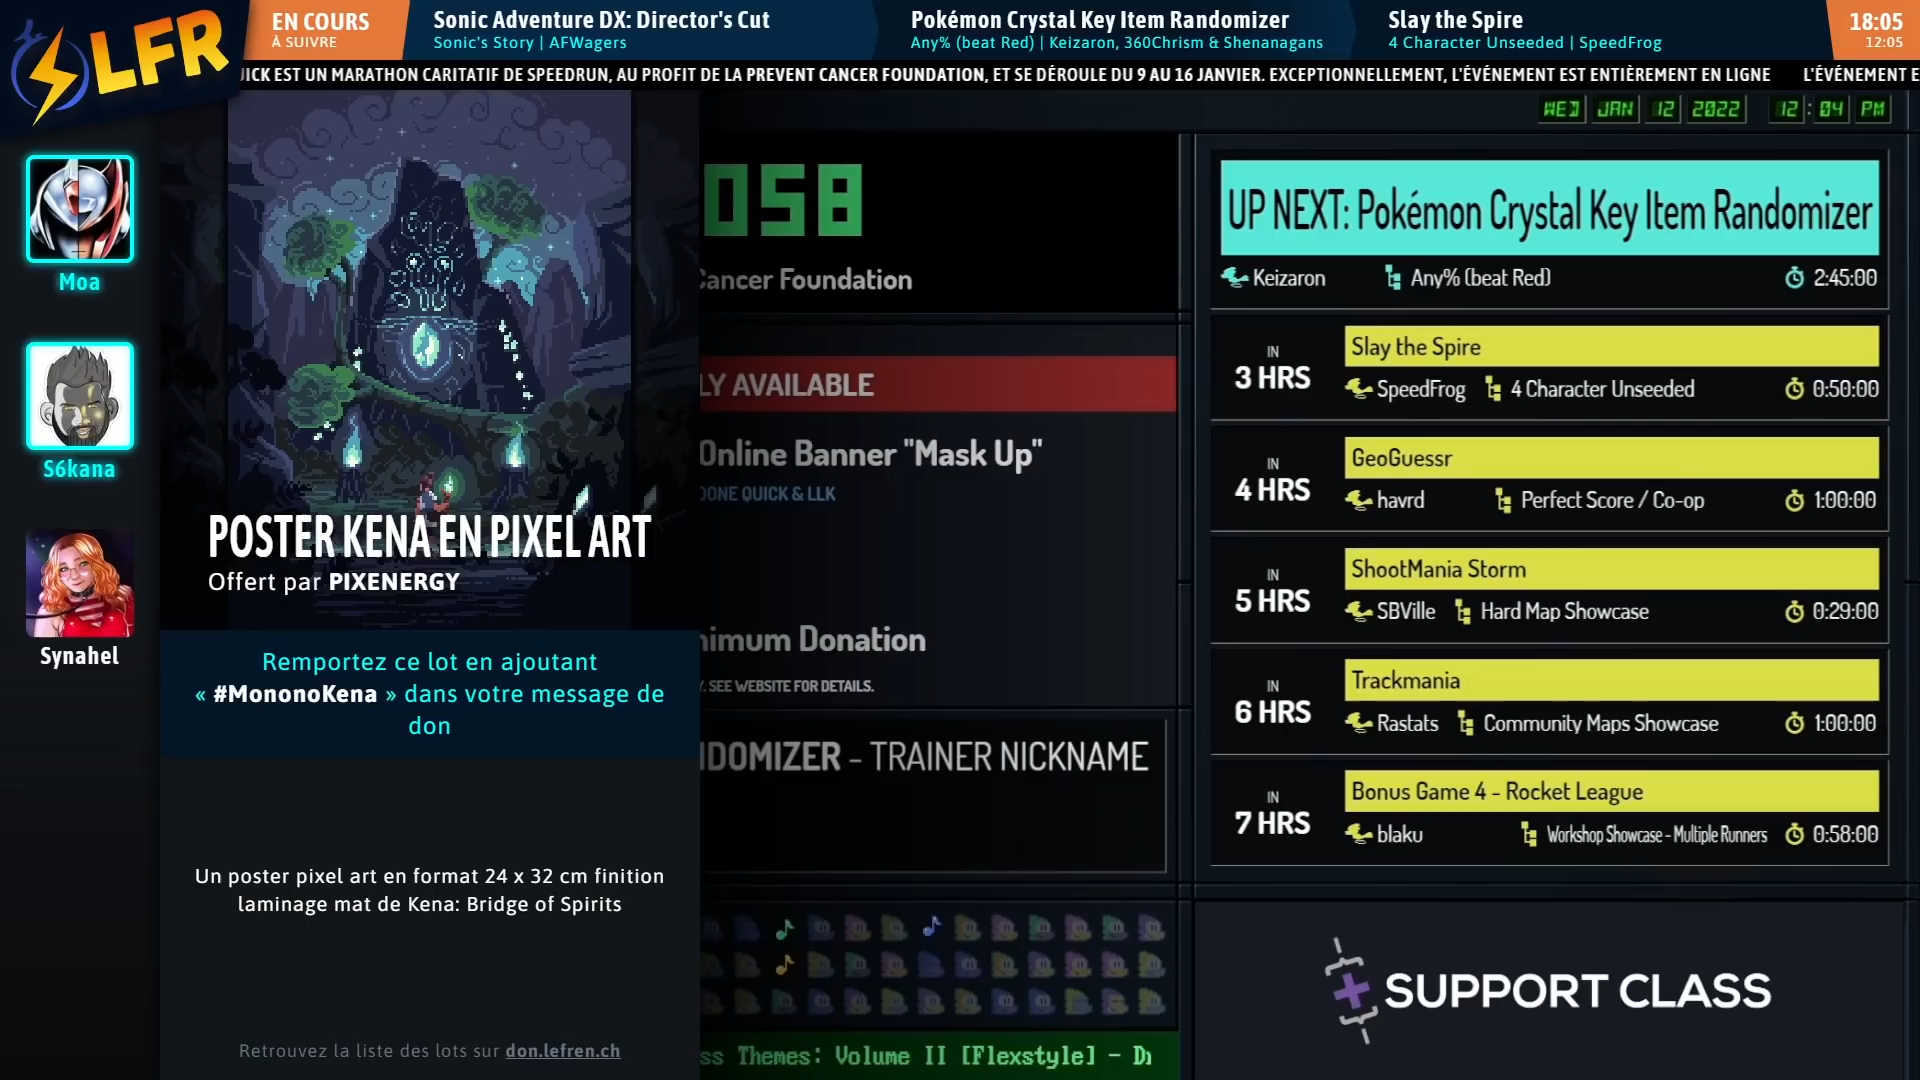 LFR
EN COURS
À SUIVRE
Sonic Adventure DX: Director's Cut
Sonic's Story | AFWagers
Pokémon Crystal Key Item Randomizer
Any% (beat Red) | Keizaron, 360Chrism & Shenanagans
Slay the Spire
4 Character Unseeded | SpeedFrog
18:05
12:05
UICK EST UN MARATHON CARITATIF DE SPEEDRUN, AU PROFIT DE LA PREVENT CANCER FOUNDATION, ET SE DÉROULE DU 9 AU 16 JANVIER. EXCEPTIONNELLEMENT, L'ÉVÉNEMENT EST ENTIÈREMENT EN LIGNE
L'ÉVÉNEMENT E
WED JAN 12 2022 12:04 PM
Moa
S6kana
Synahel
POSTER KENA EN PIXEL ART
Offert par PIXENERGY
Remportez ce lot en ajoutant
« #MononoKena » dans votre message de
don
Un poster pixel art en format 24 x 32 cm finition
laminage mat de Kena: Bridge of Spirits
Retrouvez la liste des lots sur don.lefren.ch
058
Cancer Foundation
LY AVAILABLE
Online Banner "Mask Up"
DONE QUICK & LLK
nimum Donation
. SEE WEBSITE FOR DETAILS.
NDOMIZER - TRAINER NICKNAME
ss Themes: Volume II [Flexstyle] - D
UP NEXT: Pokémon Crystal Key Item Randomizer
Keizaron Any% (beat Red) 2:45:00
IN
3 HRS
Slay the Spire
SpeedFrog 4 Character Unseeded 0:50:00
IN
4 HRS
GeoGuessr
havrd Perfect Score / Co-op 1:00:00
IN
5 HRS
ShootMania Storm
SBVille Hard Map Showcase 0:29:00
IN
6 HRS
Trackmania
Rastats Community Maps Showcase 1:00:00
IN
7 HRS
Bonus Game 4 - Rocket League
blaku Workshop Showcase - Multiple Runners 0:58:00
SUPPORT CLASS